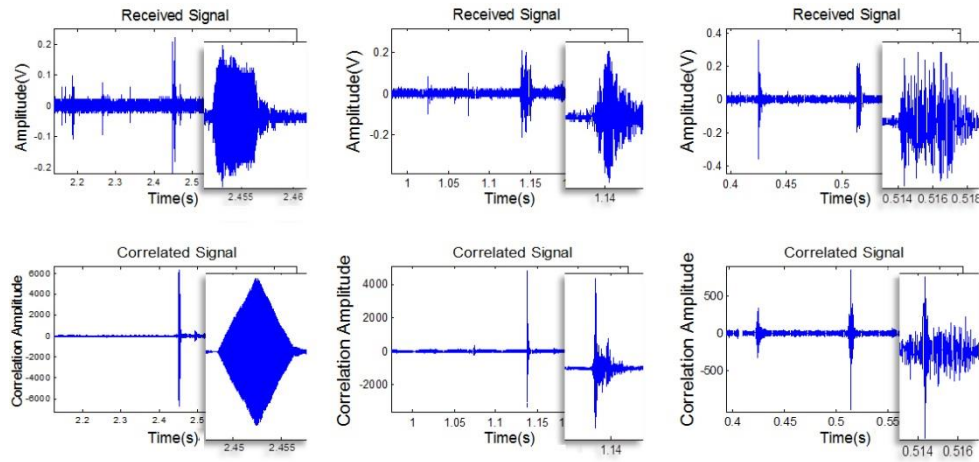 Received Signal
Received Signal
Received Signal
Amplitude(V)
0.2
0.1
0
-0.1
-0.2
2.2 2.3 2.4 2.5
Time(s)
2.455 2.46
Amplitude(V)
0.2
0
-0.2
1 1.05 1.1 1.15
Time(s)
1.14
Amplitude(V)
0.4
0.2
0
-0.2
-0.4
0.4 0.45 0.5
Time(s)
0.514 0.516 0.518
Correlated Signal
Correlated Signal
Correlated Signal
Correlation Amplitude
6000
4000
2000
0
-2000
-4000
-6000
2.2 2.3 2.4 2.5
Time(s)
2.45 2.455
Correlation Amplitude
4000
2000
0
-2000
1 1.05 1.1 1.15
Time(s)
1.14
Correlation Amplitude
500
0
-500
0.4 0.45 0.5 0.55
Time(s)
0.514 0.516